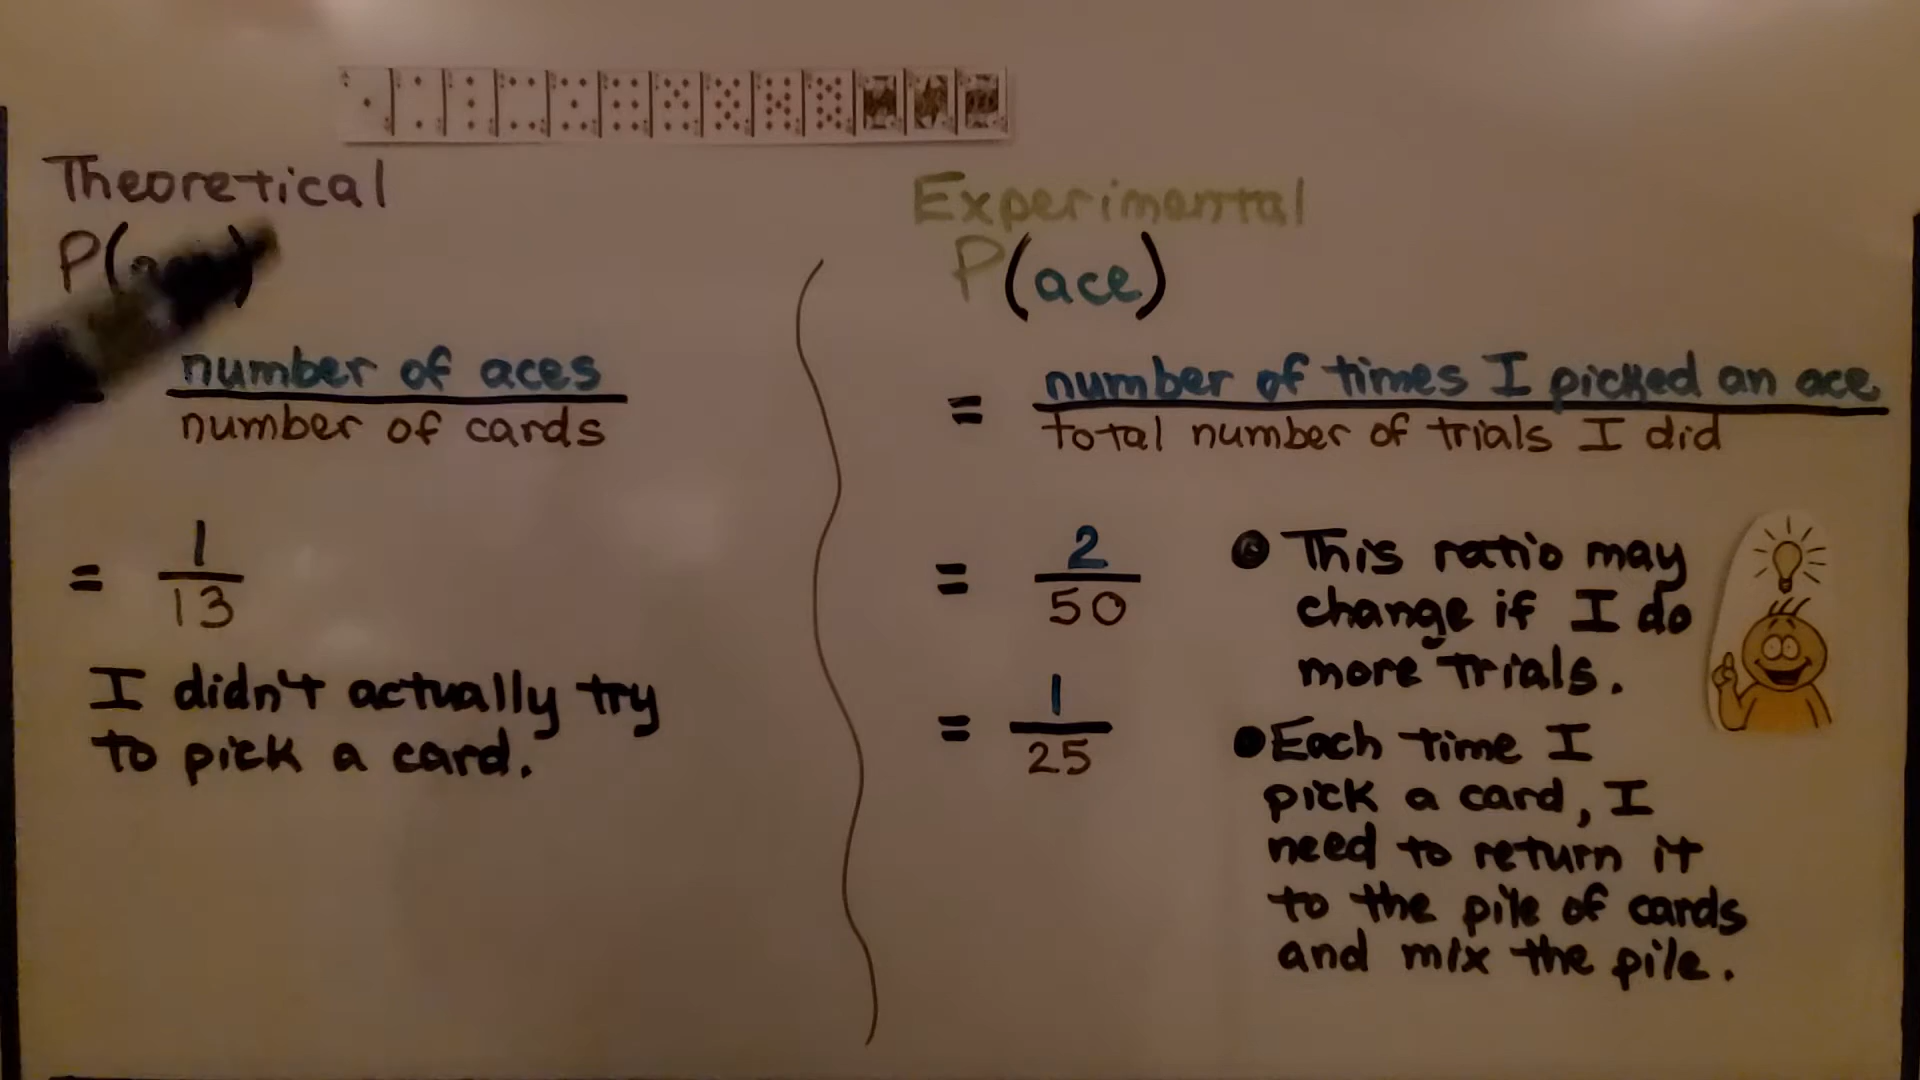 Theoretical
P(
number of aces
number of cards
= 1
13
I didn't actually try
to pick a card.
Experimental
P(ace)
= number of times I picked an ace
total number of trials I did
= 2
50
= 1
25
This ratio may
change if I do
more trials.
Each time I
pick a card, I
need to return it
to the pile of cards
and mix the pile.